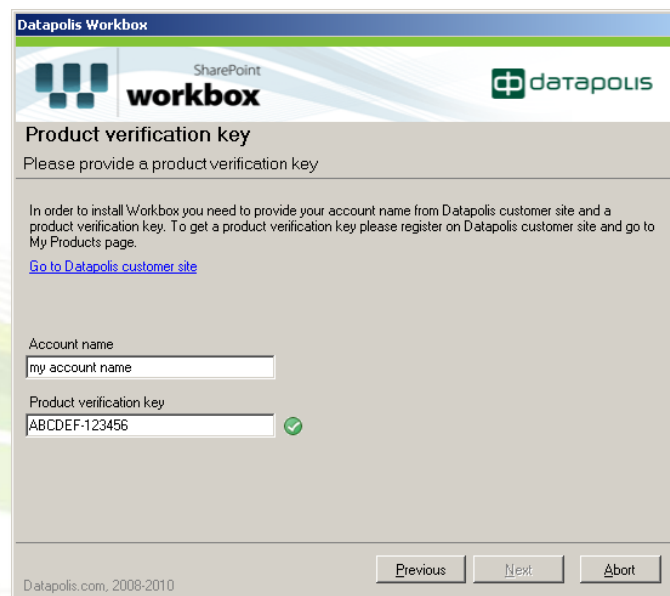 Datapolis Workbox
SharePoint
workbox
datapolis
Product verification key
Please provide a product verification key
In order to install Workbox you need to provide your account name from Datapolis customer site and a
product verification key. To get a product verification key please register on Datapolis customer site and go to
My Products page.
Go to Datapolis customer site
Account name
my account name
Product verification key
ABCDEF-123456
Previous
Next
Abort
Datapolis.com, 2008-2010